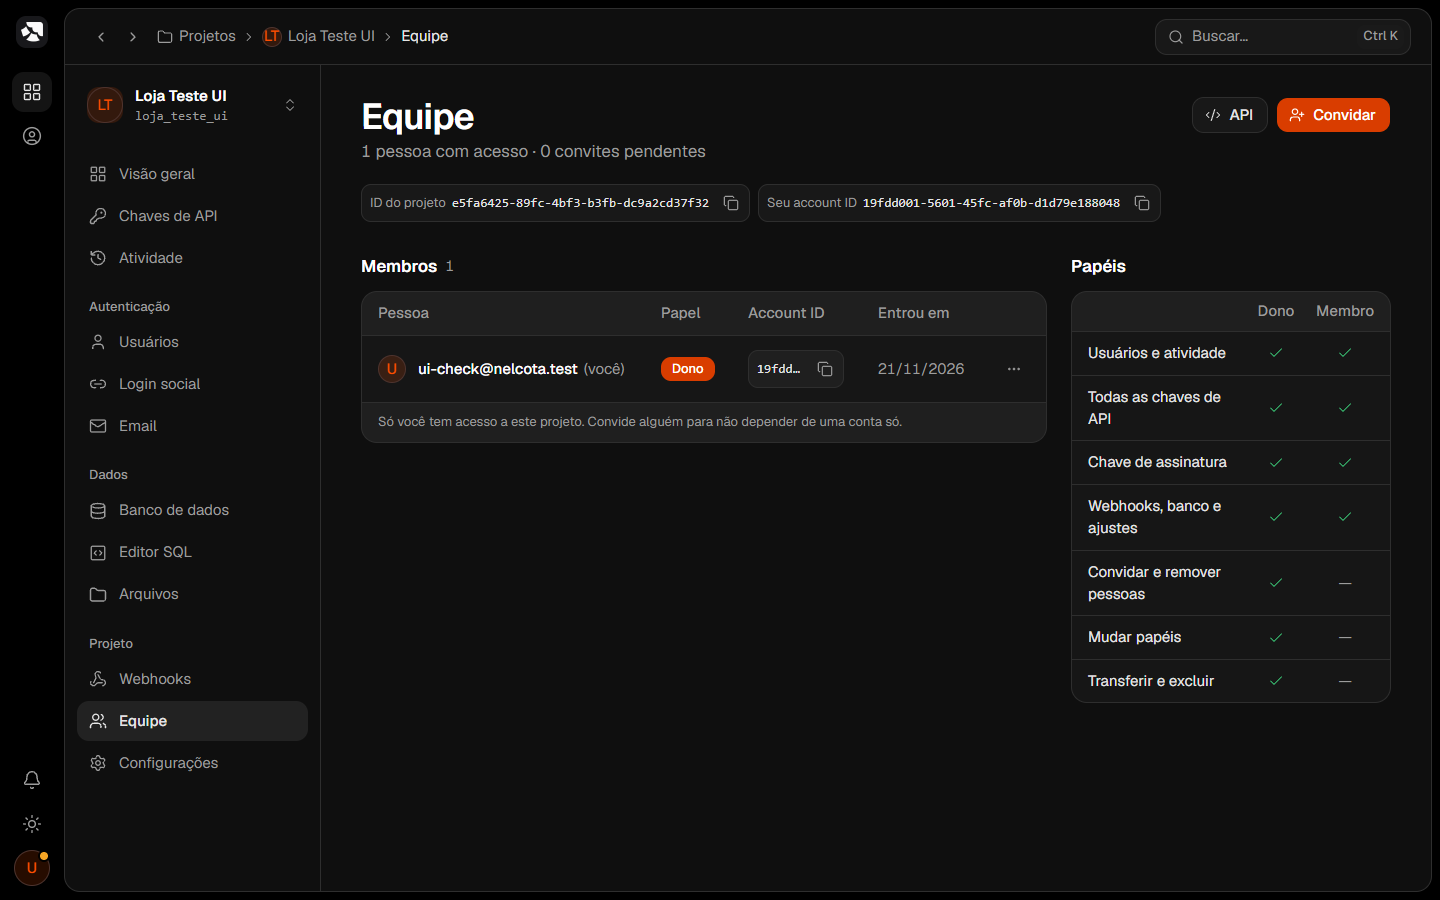 Projetos
LT Loja Teste UI
Equipe
Buscar...
Ctrl K
LT
Loja Teste UI
loja_teste_ui
Visão geral
Chaves de API
Atividade
Autenticação
Usuários
Login social
Email
Dados
Banco de dados
Editor SQL
Arquivos
Projeto
Webhooks
Equipe
Configurações
U
Equipe
1 pessoa com acesso · 0 convites pendentes
API
Convidar
ID do projeto e5fa6425-89fc-4bf3-b3fb-dc9a2cd37f32
Seu account ID 19fdd001-5601-45fc-af0b-d1d79e188048
Membros 1
Pessoa Papel Account ID Entrou em
U ui-check@nelcota.test (você) Dono 19fdd... 21/11/2026
Só você tem acesso a este projeto. Convide alguém para não depender de uma conta só.
Papéis
Dono Membro
Usuários e atividade
Todas as chaves de
API
Chave de assinatura
Webhooks, banco e
ajustes
Convidar e remover
pessoas
Mudar papéis
Transferir e excluir